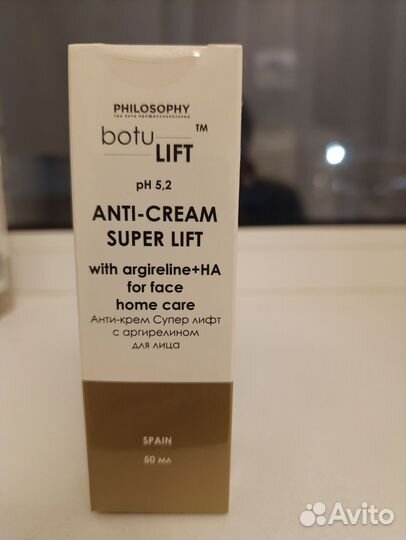 PHILOSOPHY
botu
LIFT™
pH 5,2
ANTI-CREAM
SUPER LIFT
with argireline+HA
for face
home care
Анти-крем Супер лифт
с аргирелином
для лица
SPAIN
50 мл
Avito